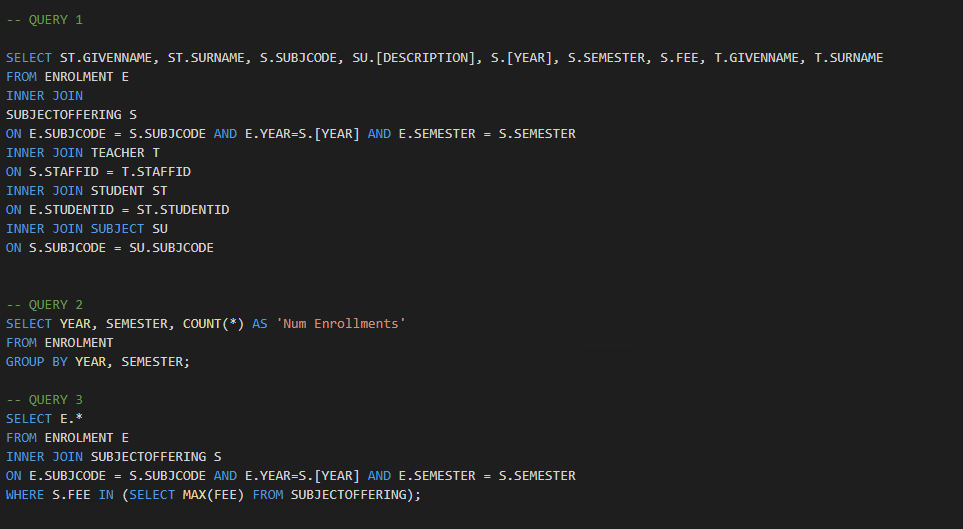 -- QUERY 1
SELECT ST.GIVENNAME, ST.SURNAME, S.SUBJCODE, SU.[DESCRIPTION], S.[YEAR], S.SEMESTER, S.FEE, T.GIVENNAME, T.SURNAME
FROM ENROLMENT E
INNER JOIN
SUBJECTOFFERING S
ON E.SUBJCODE = S.SUBJCODE AND E.YEAR=S.[YEAR] AND E.SEMESTER = S.SEMESTER
INNER JOIN TEACHER T
ON S.STAFFID = T.STAFFID
INNER JOIN STUDENT ST
ON E.STUDENTID = ST.STUDENTID
INNER JOIN SUBJECT SU
ON S.SUBJCODE = SU.SUBJCODE
-- QUERY 2
SELECT YEAR, SEMESTER, COUNT(*) AS 'Num Enrollments'
FROM ENROLMENT
GROUP BY YEAR, SEMESTER;
-- QUERY 3
SELECT E.*
FROM ENROLMENT E
INNER JOIN SUBJECTOFFERING S
ON E.SUBJCODE = S.SUBJCODE AND E.YEAR=S.[YEAR] AND E.SEMESTER = S.SEMESTER
WHERE S.FEE IN (SELECT MAX(FEE) FROM SUBJECTOFFERING);